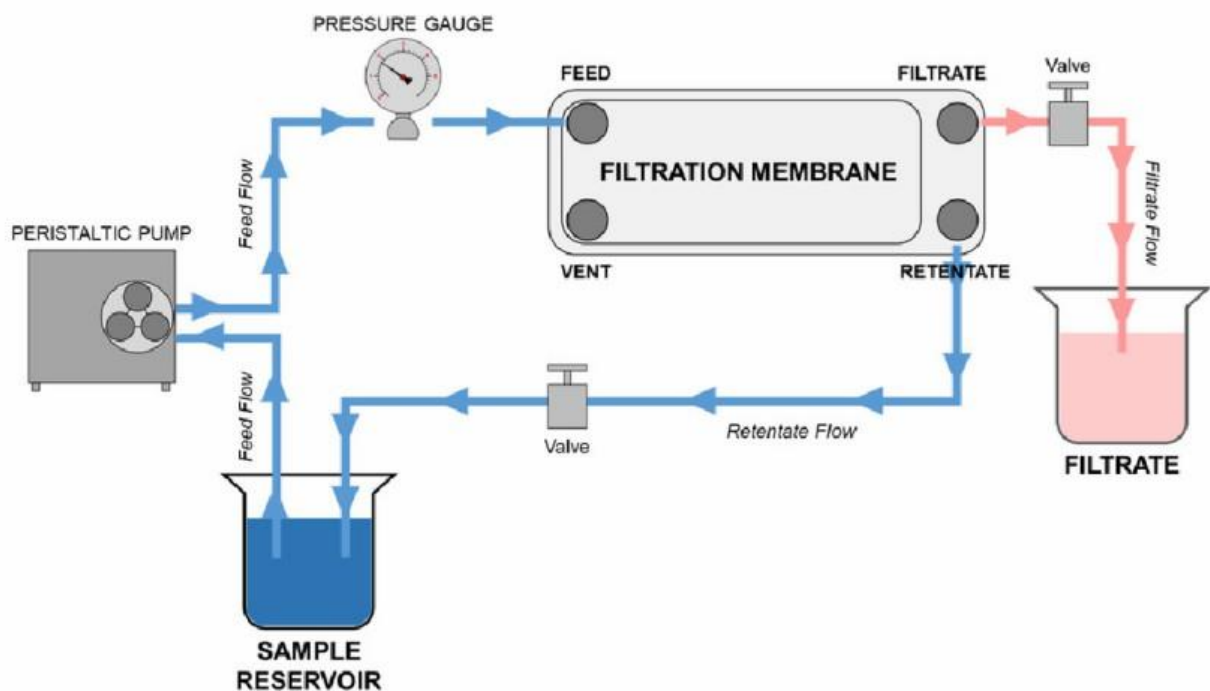 PRESSURE GAUGE
FEED
FILTRATE
Valve
FILTRATION MEMBRANE
Feed Flow
Filtrate Flow
PERISTALTIC PUMP
VENT
RETENTATE
Feed Flow
Valve
Retentate Flow
FILTRATE
SAMPLE
RESERVOIR